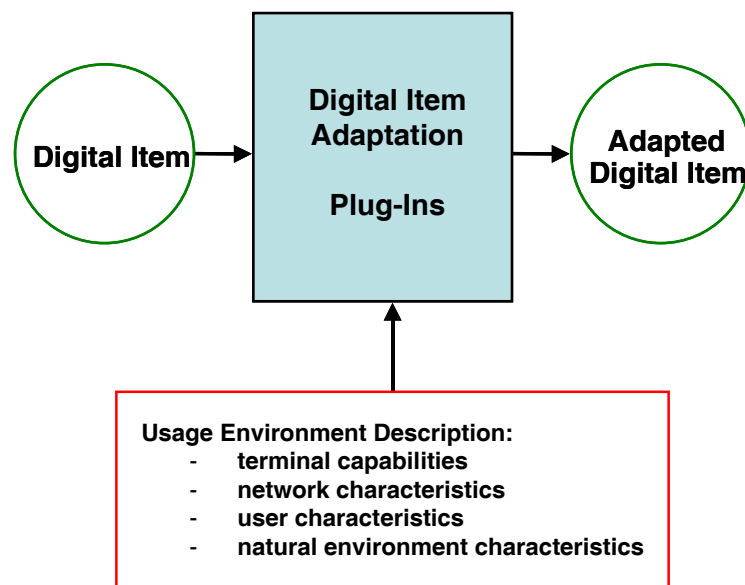 Digital Item
Digital Item
Adaptation
Plug-Ins
Adapted
Digital Item
Usage Environment Description:
- terminal capabilities
- network characteristics
- user characteristics
- natural environment characteristics